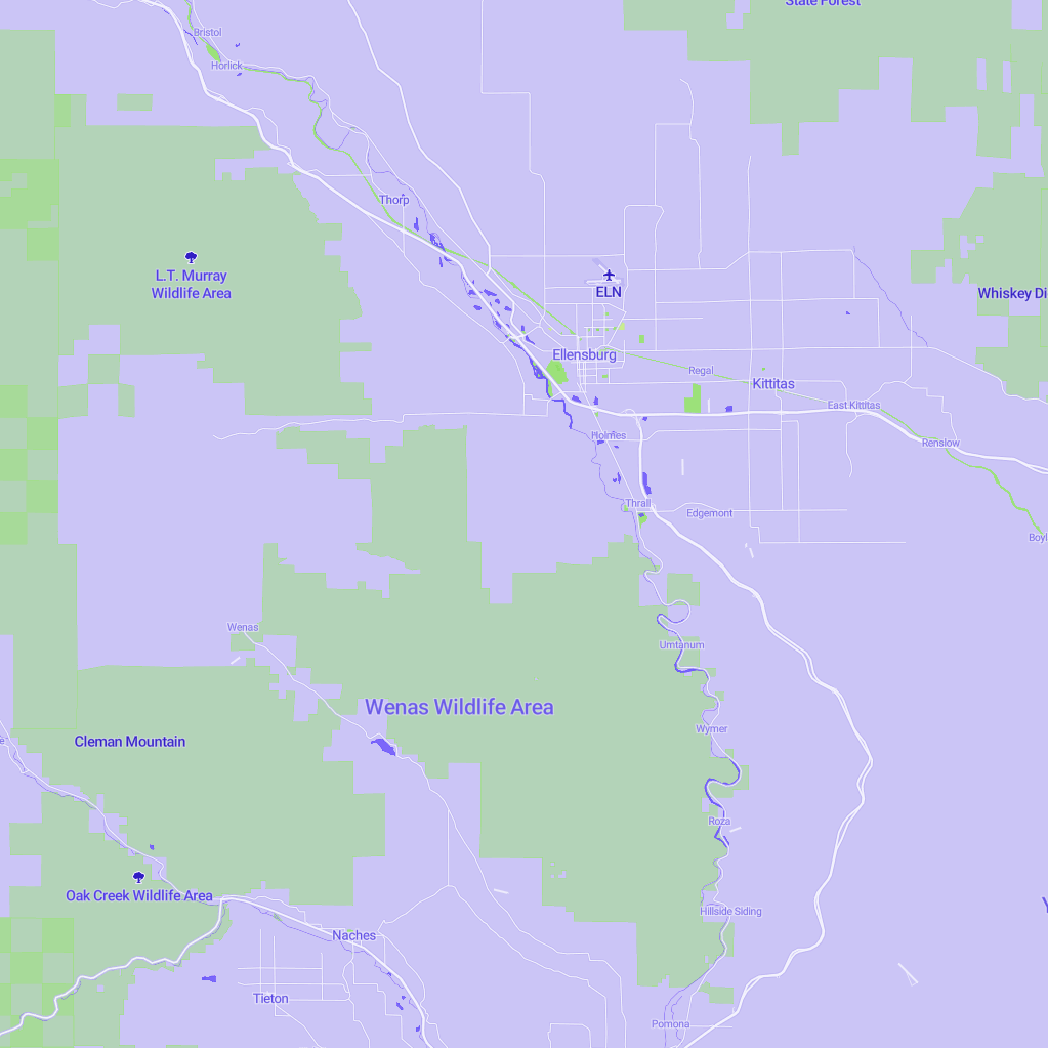 State Forest
Bristol
Horlick
Thorp
L.T. Murray
Wildlife Area
ELN
Whiskey Di
Ellensburg
Regal
Kittitas
East Kittitas
Holmes
Renslow
Thrall
Edgemont
Boyl
Wenas
Umtanum
Wenas Wildlife Area
Wymer
Cleman Mountain
e
Roza
Oak Creek Wildlife Area
Y
Hillside Siding
Naches
Tieton
Pomona